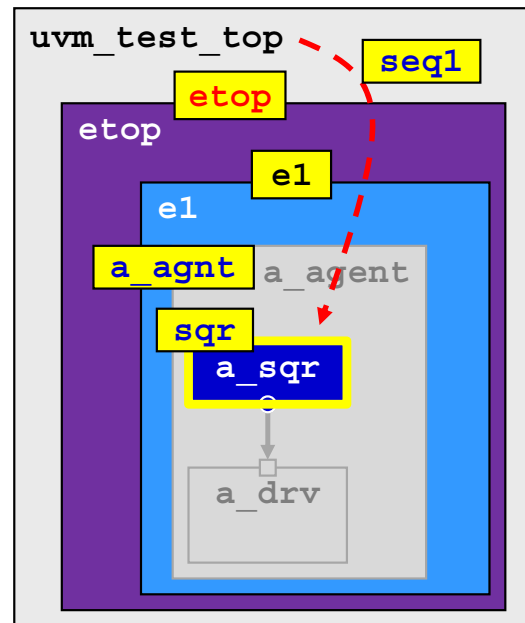 uvm_test_top
seq1
etop
etop
e1
e1
a_agnt
a_agent
sqr
a_sqr
a_drv